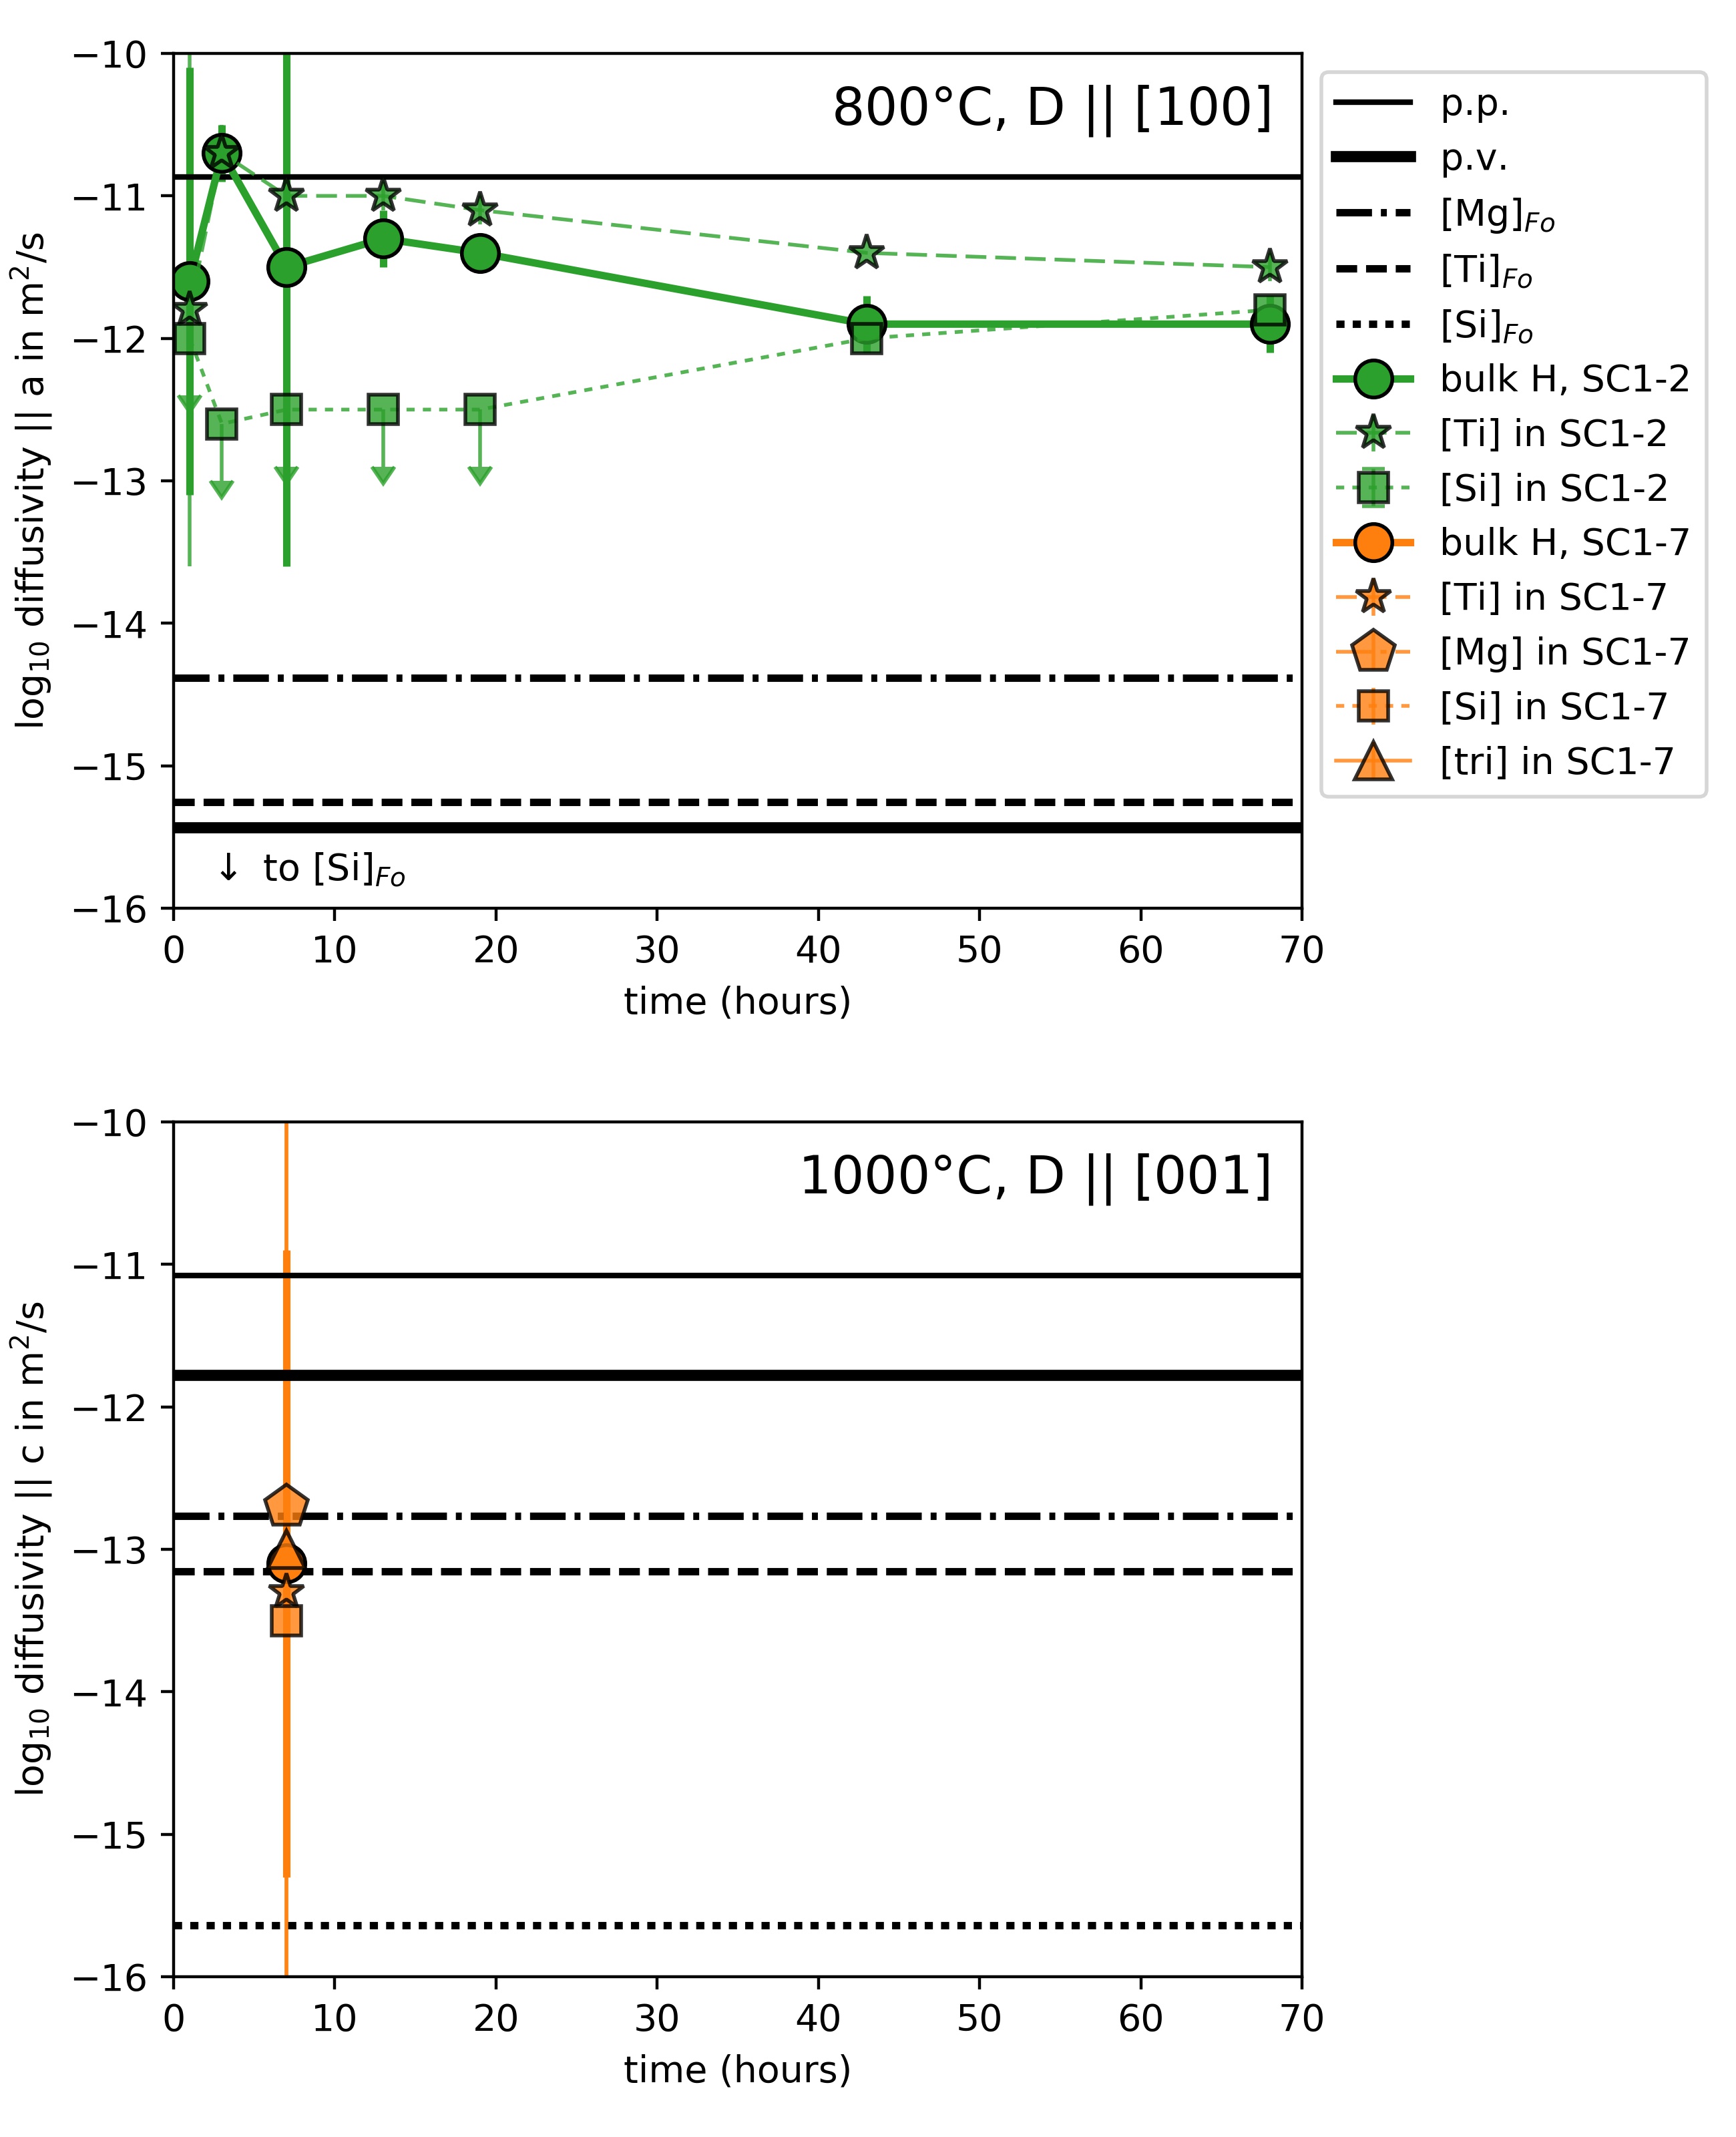 800°C, D || [100]
−10
−11
−12
−13
−14
−15
−16
log₁₀ diffusivity || a in m²/s
↓ to [Si]Fo
0 10 20 30 40 50 60 70
time (hours)
p.p.
p.v.
[Mg]Fo
[Ti]Fo
[Si]Fo
bulk H, SC1-2
[Ti] in SC1-2
[Si] in SC1-2
bulk H, SC1-7
[Ti] in SC1-7
[Mg] in SC1-7
[Si] in SC1-7
[tri] in SC1-7
1000°C, D || [001]
−10
−11
−12
−13
−14
−15
−16
log₁₀ diffusivity || c in m²/s
0 10 20 30 40 50 60 70
time (hours)